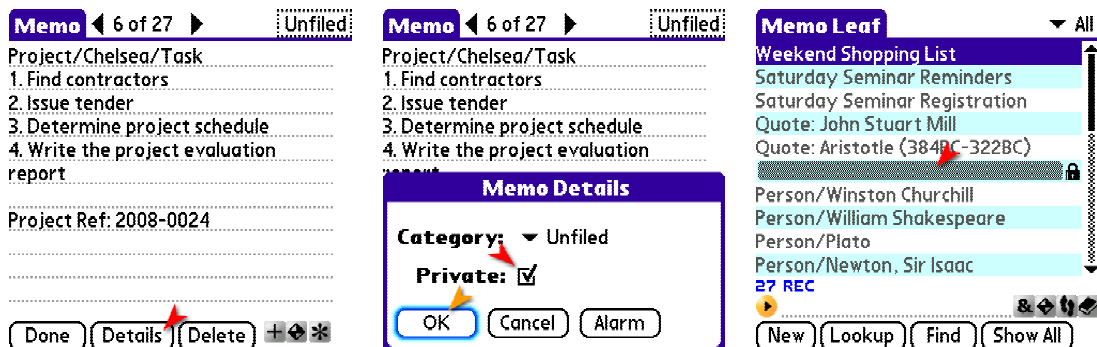 Memo 6 of 27 Unfiled
Project/Chelsea/Task
1. Find contractors
2. Issue tender
3. Determine project schedule
4. Write the project evaluation
report
Project Ref: 2008-0024
Done Details Delete
Memo 6 of 27 Unfiled
Project/Chelsea/Task
1. Find contractors
2. Issue tender
3. Determine project schedule
4. Write the project evaluation
report
Memo Details
Category: Unfiled
Private:
OK Cancel Alarm
Memo Leaf All
Weekend Shopping List
Saturday Seminar Reminders
Saturday Seminar Registration
Quote: John Stuart Mill
Quote: Aristotle (384BC-322BC)
Person/Winston Churchill
Person/William Shakespeare
Person/Plato
Person/Newton, Sir Isaac
27 REC
New Lookup Find Show All